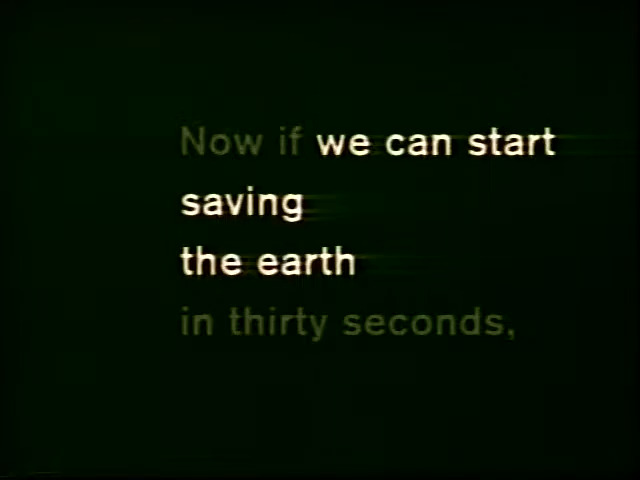 Now if we can start
saving
the earth
in thirty seconds,